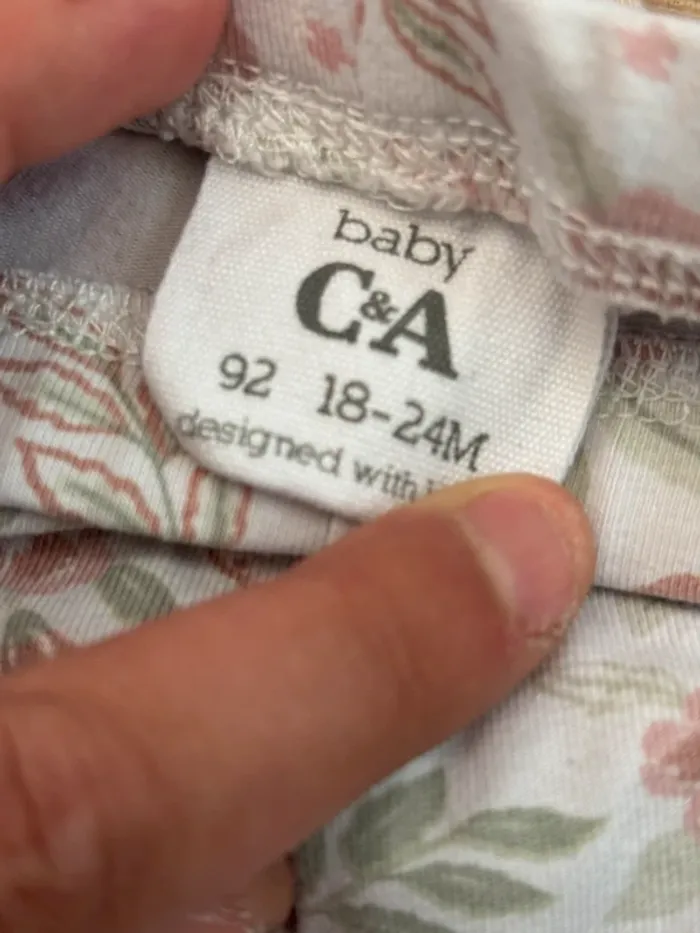 baby
C&A
92 18-24M
designed with